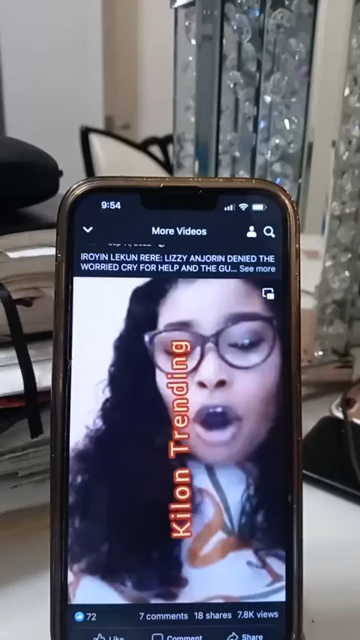 9:54
More Videos
IROYIN LEKUN RERE: LIZZY ANJORIN DENIED THE
WORRIED CRY FOR HELP AND THE GU... See more
Kilon Trending
72
7 comments 18 shares 7.8K views
Like
Comment
Share